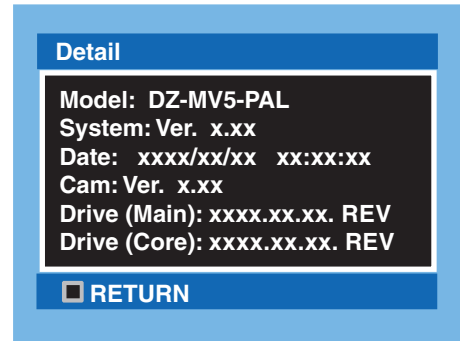 Detail
Model: DZ-MV5-PAL
System: Ver. x.xx
Date: xxxx/xx/xx xx:xx:xx
Cam: Ver. x.xx
Drive (Main): xxxx.xx.xx. REV
Drive (Core): xxxx.xx.xx. REV
RETURN